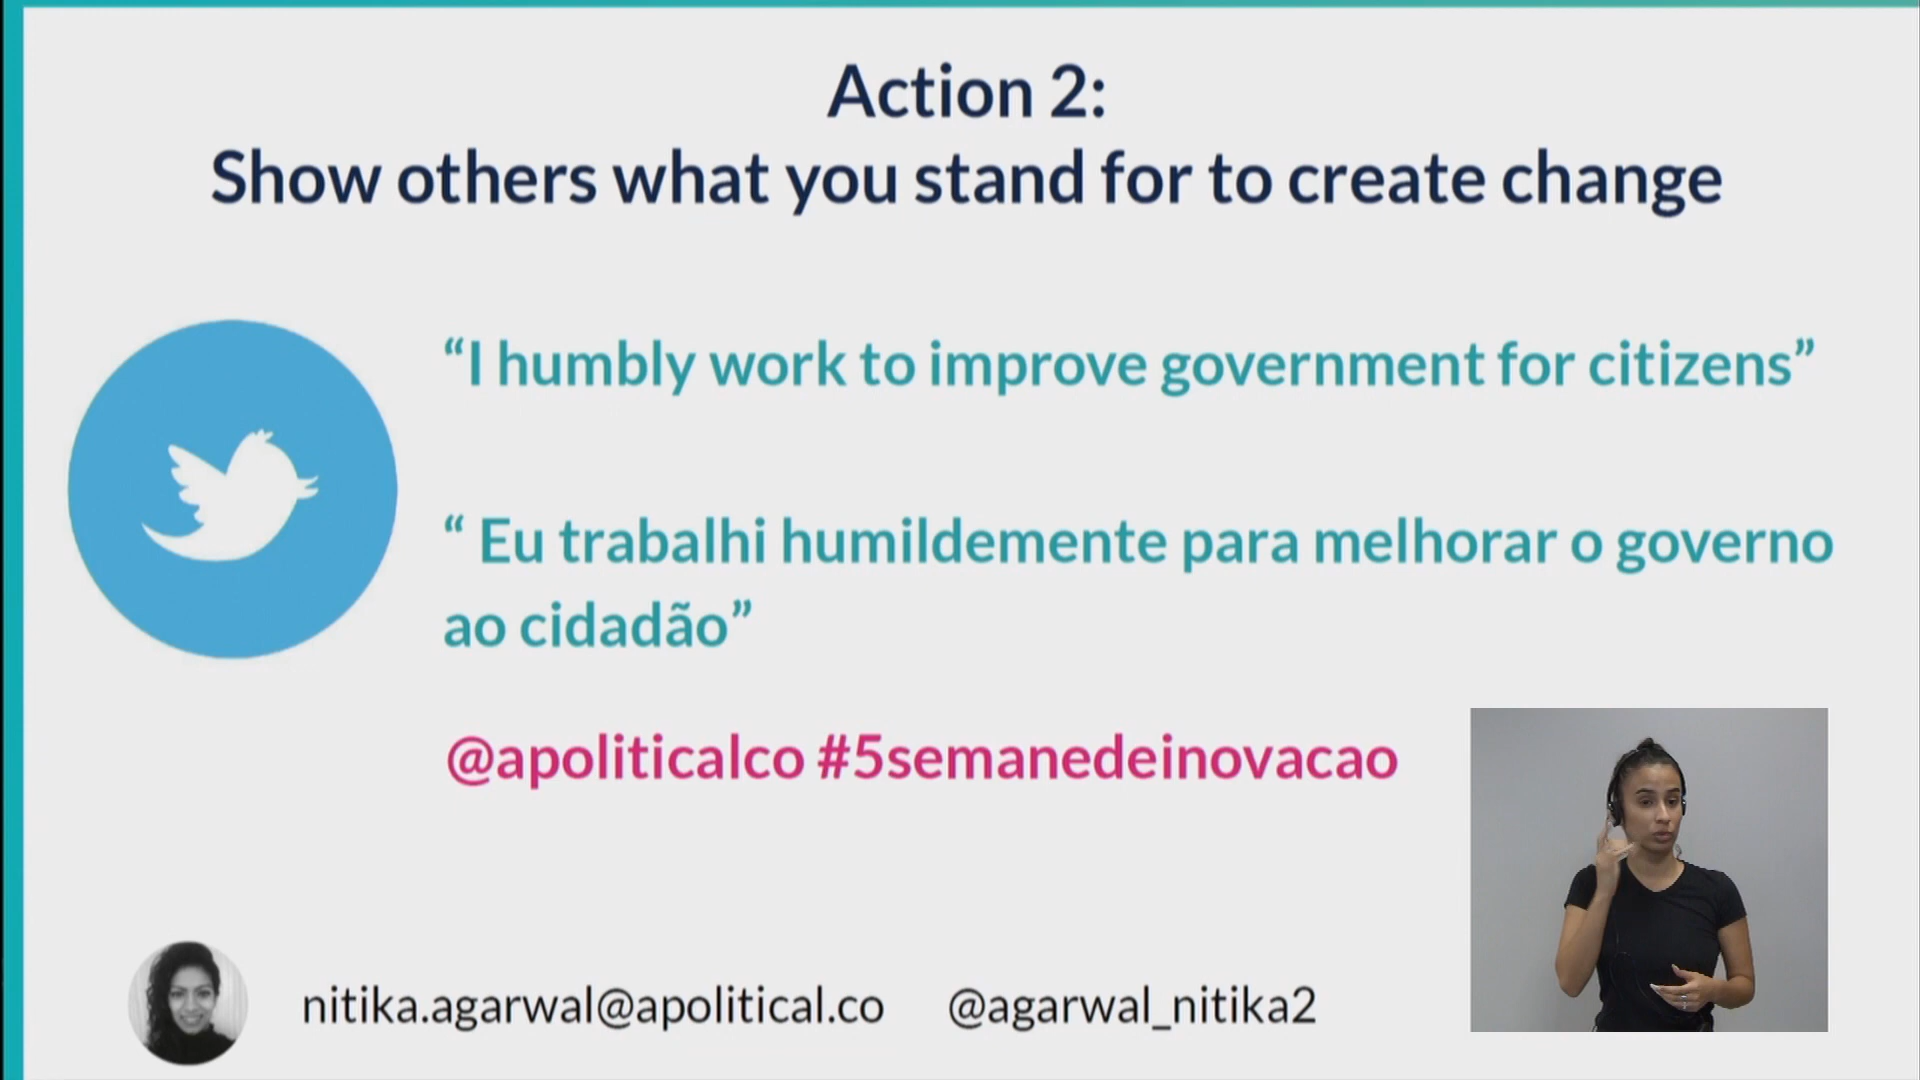 Action 2:
Show others what you stand for to create change
“I humbly work to improve government for citizens”
“ Eu trabalhi humildemente para melhorar o governo
ao cidadão”
@apoliticalco #5semanedeinovacao
nitika.agarwal@apolitical.co @agarwal_nitika2